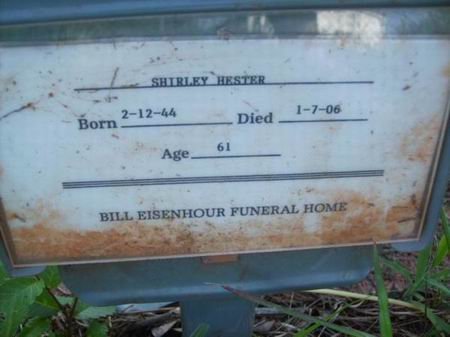 SHIRLEY HESTER
Born 2-12-44 Died 1-7-06
Age 61
BILL EISENHOUR FUNERAL HOME